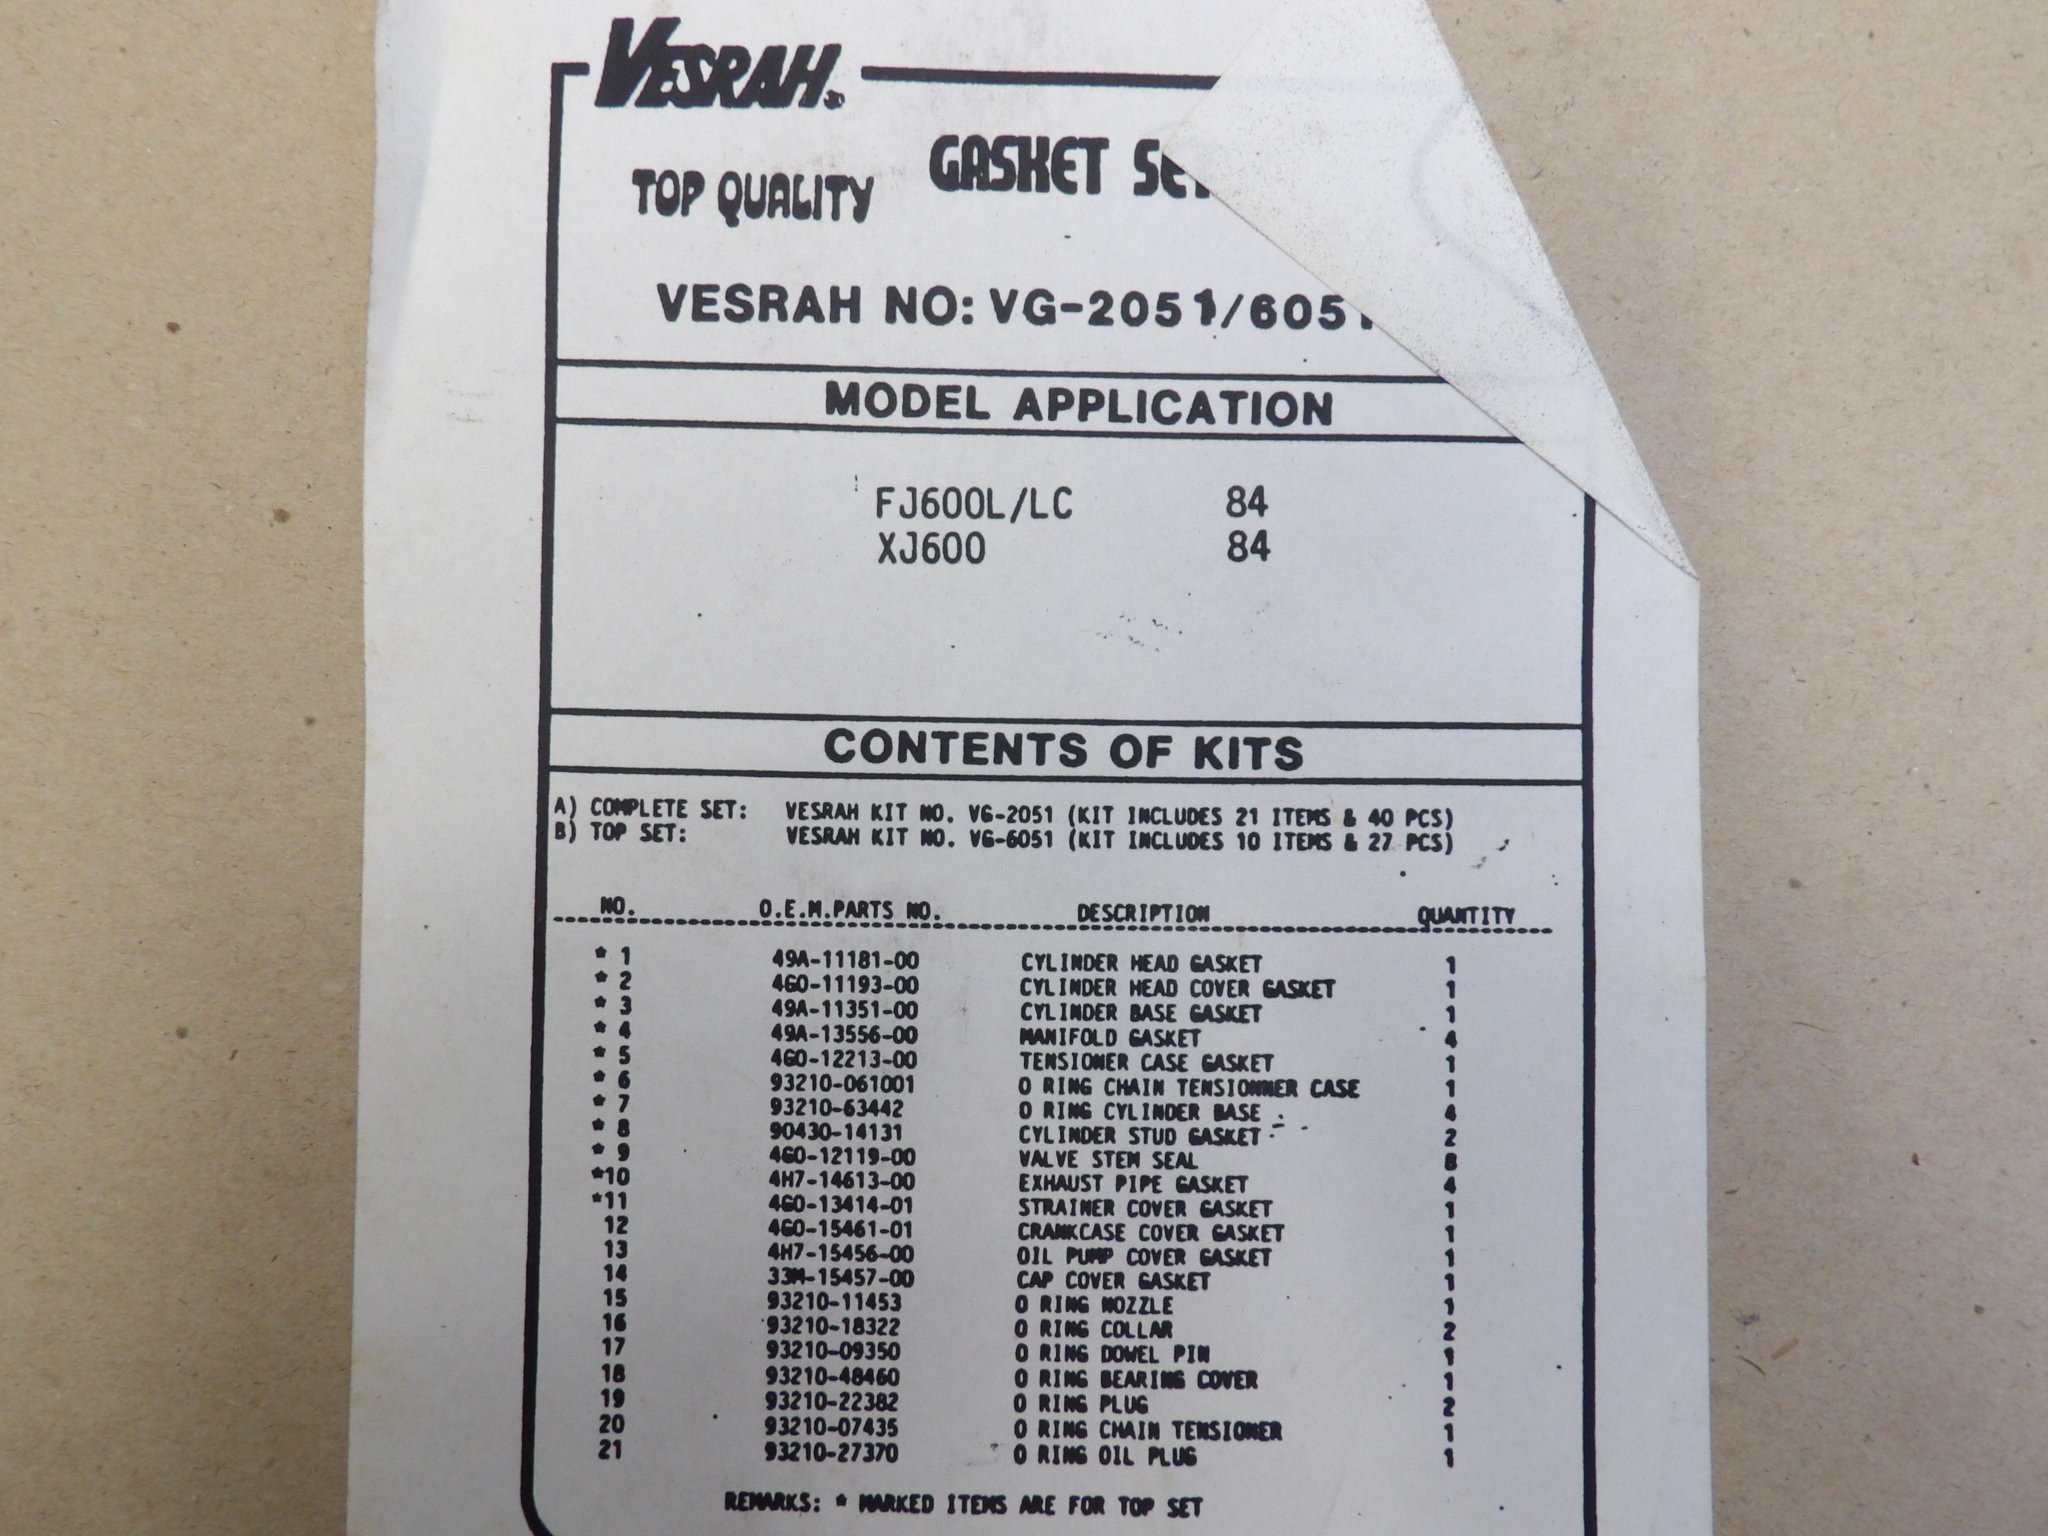 VESRAH®
TOP QUALITY
GASKET SET
VESRAH NO: VG-2051/6051
MODEL APPLICATION
FJ600L/LC 84
XJ600 84
CONTENTS OF KITS
A) COMPLETE SET: VESRAH KIT NO. VG-2051 (KIT INCLUDES 21 ITEMS & 40 PCS)
B) TOP SET: VESRAH KIT NO. VG-6051 (KIT INCLUDES 10 ITEMS & 27 PCS)
NO. O.E.M.PARTS NO. DESCRIPTION QUANTITY
* 1 49A-11181-00 CYLINDER HEAD GASKET 1
* 2 4G0-11193-00 CYLINDER HEAD COVER GASKET 1
* 3 49A-11351-00 CYLINDER BASE GASKET 1
* 4 49A-13556-00 MANIFOLD GASKET 4
* 5 4G0-12213-00 TENSIONER CASE GASKET 1
* 6 93210-061001 O RING CHAIN TENSIONNER CASE 1
* 7 93210-63442 O RING CYLINDER BASE 4
* 8 90430-14131 CYLINDER STUD GASKET 2
* 9 4G0-12119-00 VALVE STEM SEAL 8
*10 4H7-14613-00 EXHAUST PIPE GASKET 4
*11 4G0-13414-01 STRAINER COVER GASKET 1
12 4G0-15461-01 CRANKCASE COVER GASKET 1
13 4H7-15456-00 OIL PUMP COVER GASKET 1
14 33M-15457-00 CAP COVER GASKET 1
15 93210-11453 O RING NOZZLE 1
16 93210-18322 O RING COLLAR 2
17 93210-09350 O RING DOWEL PIN 1
18 93210-48460 O RING BEARING COVER 1
19 93210-22382 O RING PLUG 2
20 93210-07435 O RING CHAIN TENSIONER 1
21 93210-27370 O RING OIL PLUG 1
REMARKS: * MARKED ITEMS ARE FOR TOP SET